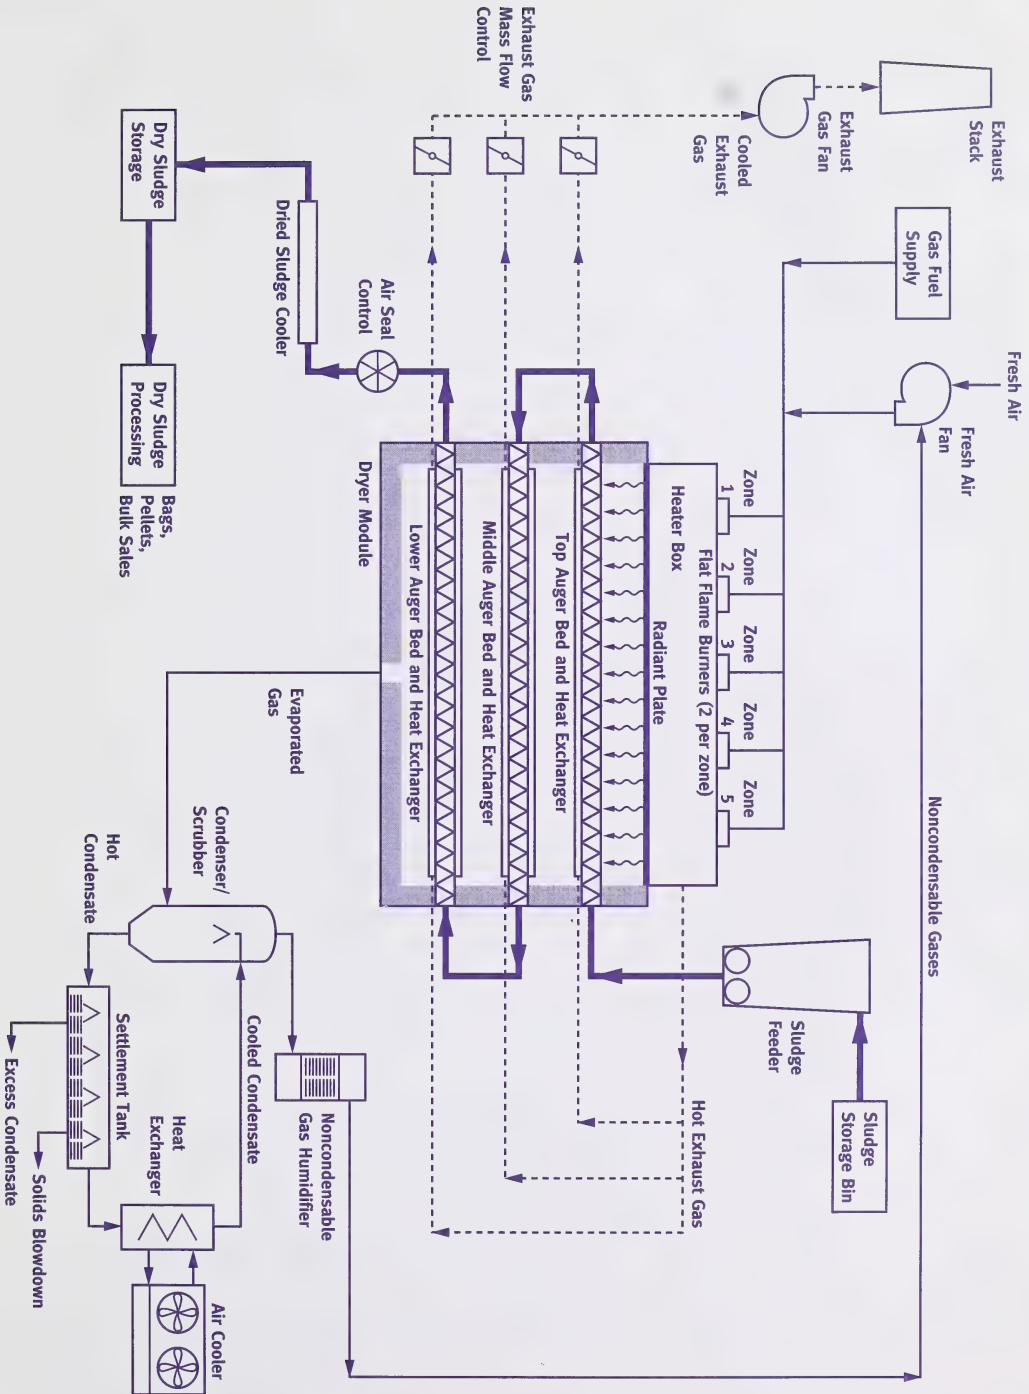 Exhaust
Stack
Exhaust
Gas Fan
Cooled
Exhaust
Gas
Exhaust Gas
Mass Flow
Control
Gas Fuel
Supply
Fresh Air
Fresh Air
Fan
Noncondensable Gases
Zone
1
Zone
2
Zone
3
Zone
4
Zone
5
Flat Flame Burners (2 per zone)
Heater Box
Radiant Plate
Top Auger Bed and Heat Exchanger
Middle Auger Bed and Heat Exchanger
Lower Auger Bed and Heat Exchanger
Dryer Module
Sludge
Storage Bin
Sludge
Feeder
Hot Exhaust Gas
Air Seal
Control
Dried Sludge Cooler
Dry Sludge
Storage
Dry Sludge
Processing
Bags,
Pellets,
Bulk Sales
Evaporated
Gas
Condenser/
Scrubber
Hot
Condensate
Noncondensable
Gas Humidifier
Cooled Condensate
Settlement Tank
Heat
Exchanger
Air Cooler
Solids Blowdown
Excess Condensate